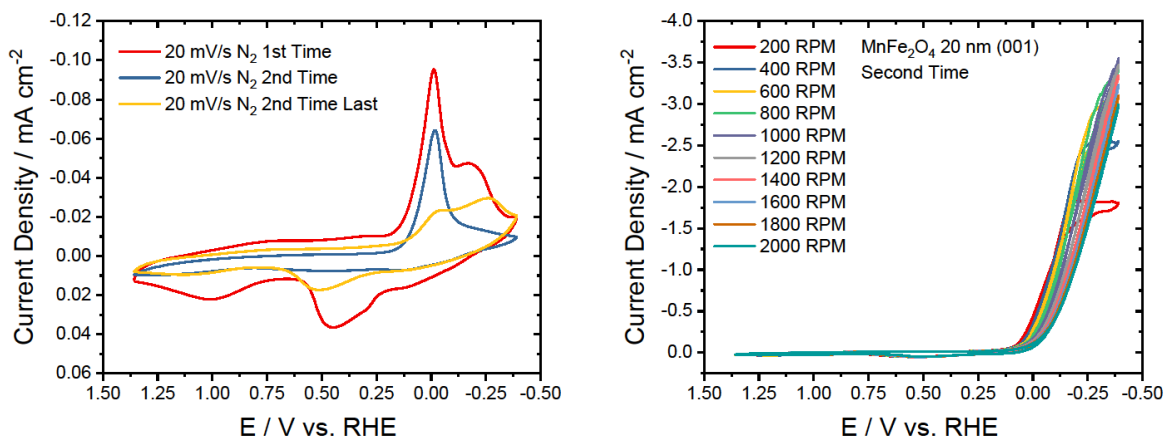 -0.10
-0.08
-0.06
-0.04
-0.02
0.00
0.02
0.04
0.06
Current Density / mA cm-2
20 mV/s N2 1st Time
20 mV/s N2 2nd Time
20 mV/s N2 2nd Time Last
1.25 1.00 0.75 0.50 0.25 0.00 -0.25 -0.50
E / V vs. RHE
-4.0
-3.5
-3.0
-2.5
-2.0
-1.5
-1.0
-0.5
0.0
Current Density / mA cm-2
200 RPM
400 RPM
600 RPM
800 RPM
1000 RPM
1200 RPM
1400 RPM
1600 RPM
1800 RPM
2000 RPM
MnFe2O4 20 nm (001)
Second Time
1.50 1.25 1.00 0.75 0.50 0.25 0.00 -0.25 -0.50
E / V vs. RHE